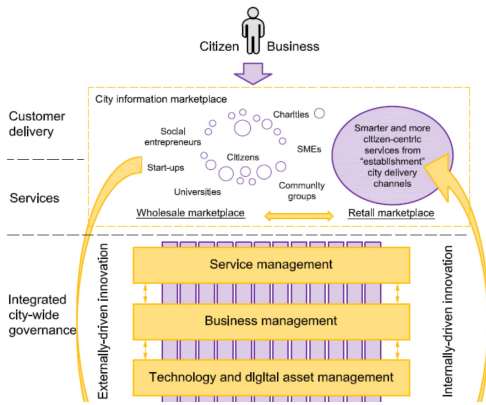 Citizen Business
City information marketplace
Customer
delivery
Charities
Social
entrepreneurs
Citizens
SMEs
Start-ups
Community
groups
Universities
Smarter and more
citizen-centric
services from
"establishment"
city delivery
channels
Services
Wholesale marketplace
Retail marketplace
Externally-driven innovation
Service management
Internally-driven innovation
Integrated
city-wide
governance
Business management
Technology and digital asset management